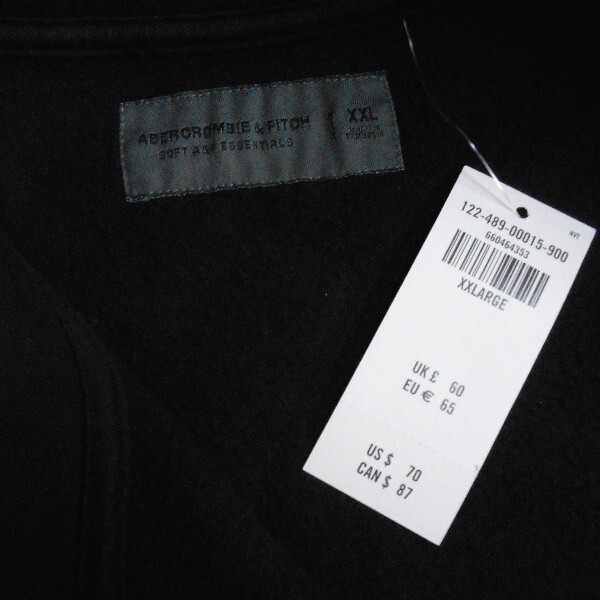 ABERCROMBIE & FITCH
SOFT A&F ESSENTIALS
XXL
122-489-00015-900
660464353
NVT
XXLARGE
UK £ 60
EU € 65
US $ 70
CAN $ 87